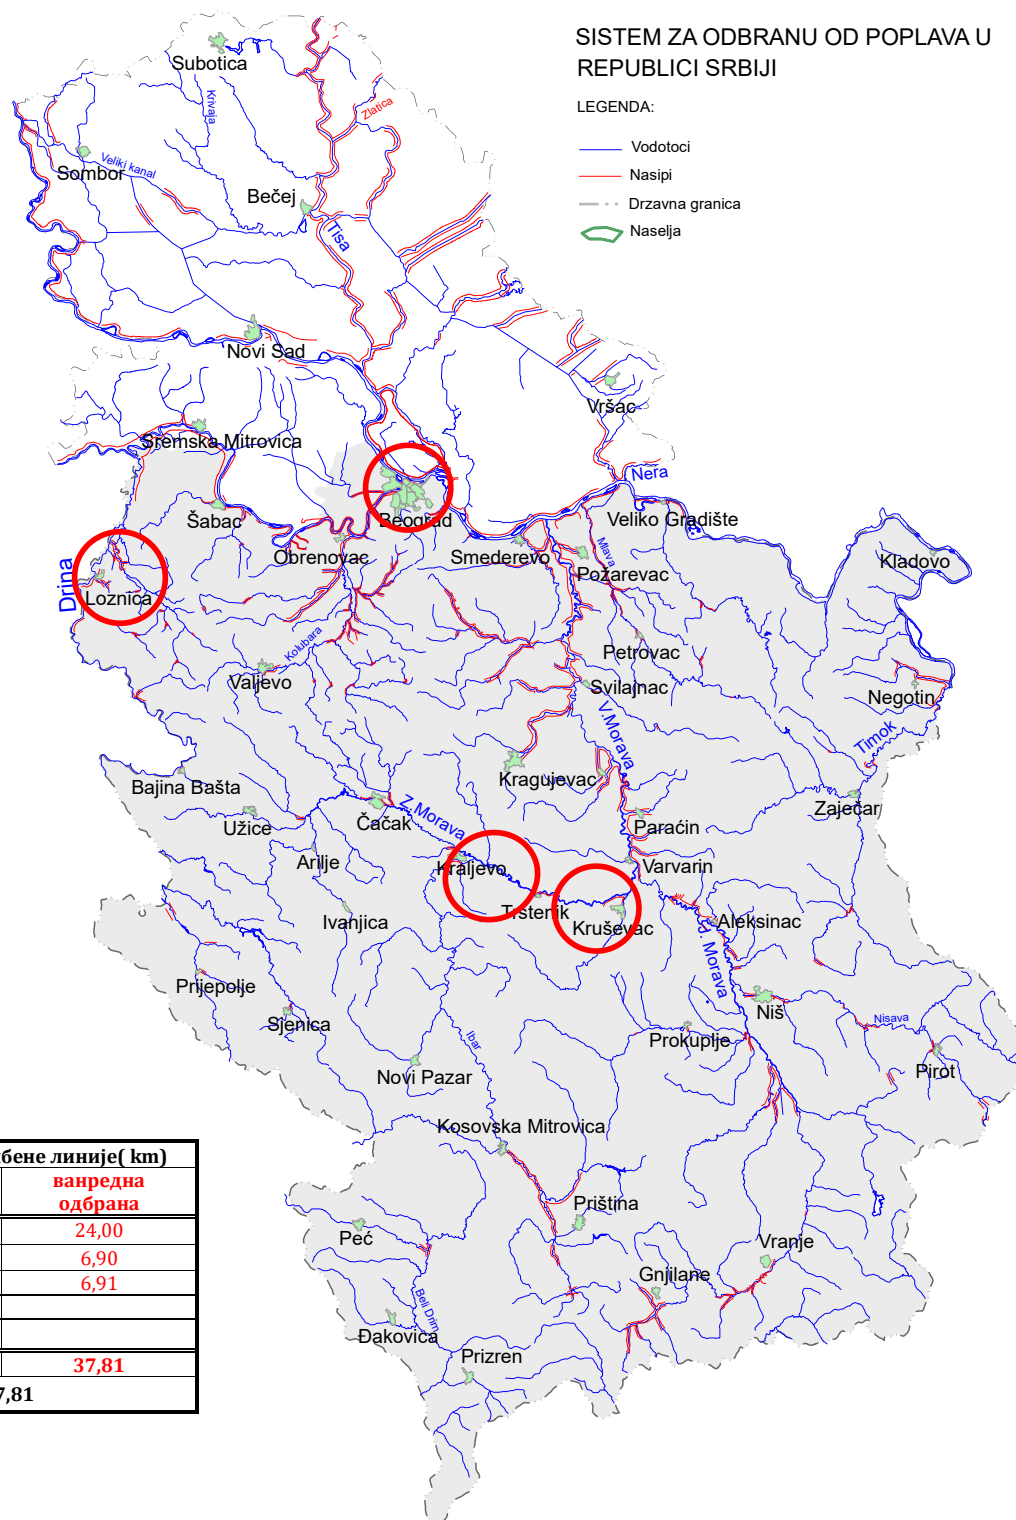 SISTEM ZA ODBRANU OD POPLAVA U
REPUBLICI SRBIJI
LEGENDA:
Vodotoci
Nasipi
Drzavna granica
Naselja
Subotica
Krivaja
Zlatica
Sombor
Veliki kanal
Bečej
Tisa
Novi Sad
Vršac
Sremska Mitrovica
Nera
Šabac
Beograd
Veliko Gradište
Obrenovac
Smederevo
Mlava
Požarevac
Kladovo
Drina
Loznica
Kolubara
Petrovac
Valjevo
Svilajnac
Negotin
V.Morava
Timok
Bajina Bašta
Kragujevac
Zaječar
Užice
Čačak
Z.Morava
Paraćin
Arilje
Kraljevo
Varvarin
Ivanjica
Trstenik
Kruševac
Aleksinac
J. Morava
Prijepolje
Sjenica
Niš
Nisava
Ibar
Prokuplje
Pirot
Novi Pazar
Kosovska Mitrovica
Priština
Peć
Vranje
Gnjilane
Beli Drim
Đakovica
Prizren
бене линије( km)
ванредна
одбрана
24,00
6,90
6,91
37,81
7,81